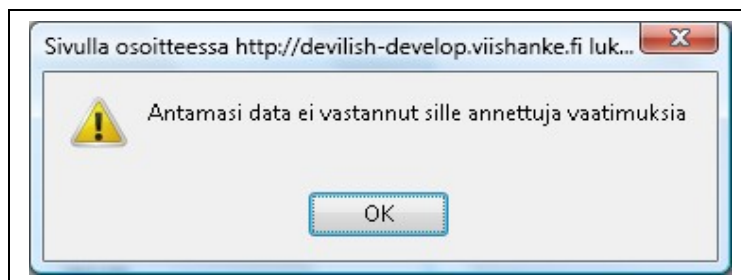 Sivulla osoitteessa http://devilish-develop.viishanke.fi luk...
Antamasi data ei vastannut sille annettuja vaatimuksia
OK